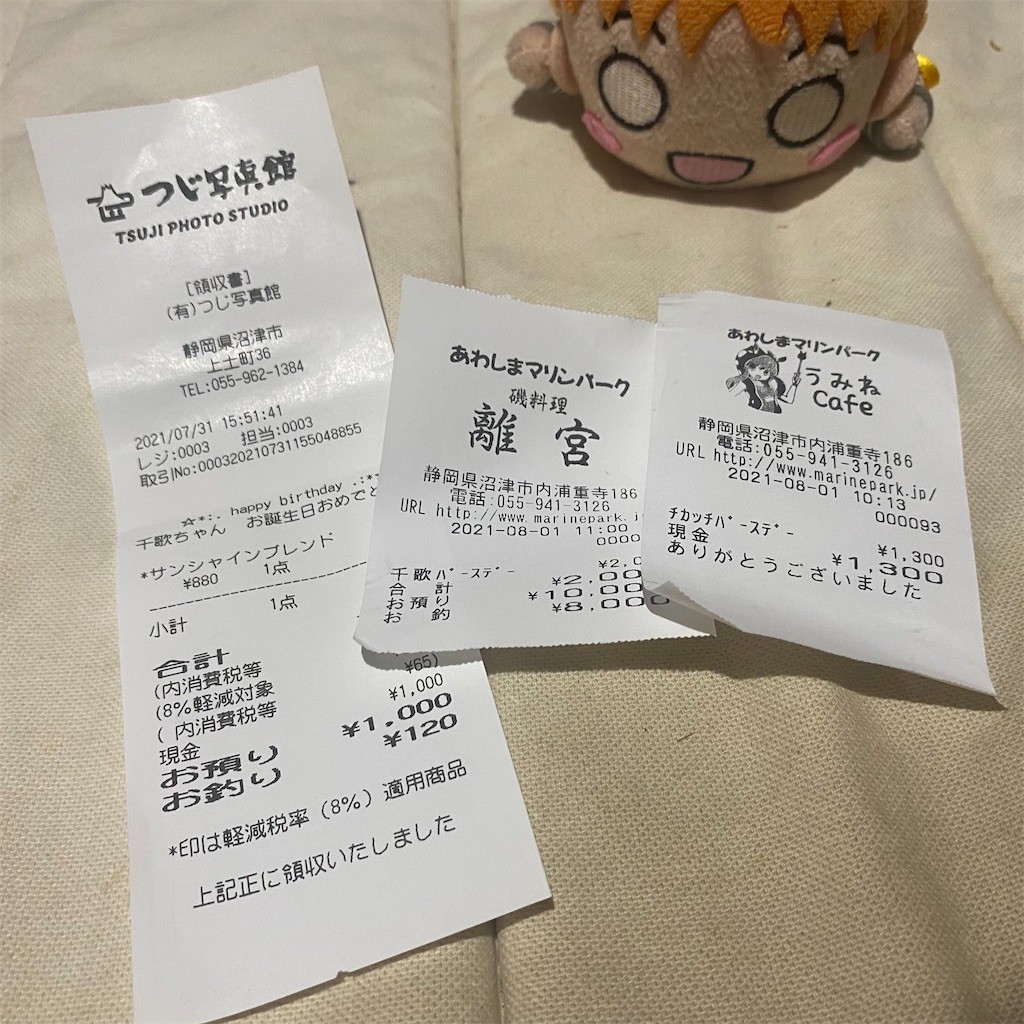 つじ写真館
TSUJI PHOTO STUDIO
[領収書]
(有)つじ写真館
静岡県沼津市
上土町36
TEL:055-962-1384
2021/07/31 15:51:41
レジ:0003 担当:0003
取引No:00032021073115504 8855
☆*:. happy birthday .:*
千歌ちゃん お誕生日おめでと
*サンシャインブレンド
¥880 1点
1点
小計
合計
(内消費税等 ¥65)
(8%軽減対象
( 内消費税等
現金 ¥1,000
お預り ¥1,000
お釣り ¥120
*印は軽減税率(8%)適用商品
上記正に領収いたしました
あわしまマリンパーク
磯料理
離宮
静岡県沼津市内浦重寺186
電話:055-941-3126
URL http://www.marinepark.j
2021-08-01 11:00
0000
千歌バースデー ¥2,0
合計 ¥2,00
お預り ¥10,00
お釣 ¥8,000
あわしまマリンパーク
うみね
Cafe
静岡県沼津市内浦重寺186
電話:055-941-3126
URL http://www.marinepark.jp/
2021-08-01 10:13
000093
チカッチバースデー ¥1,300
現金 ¥1,300
ありがとうございました